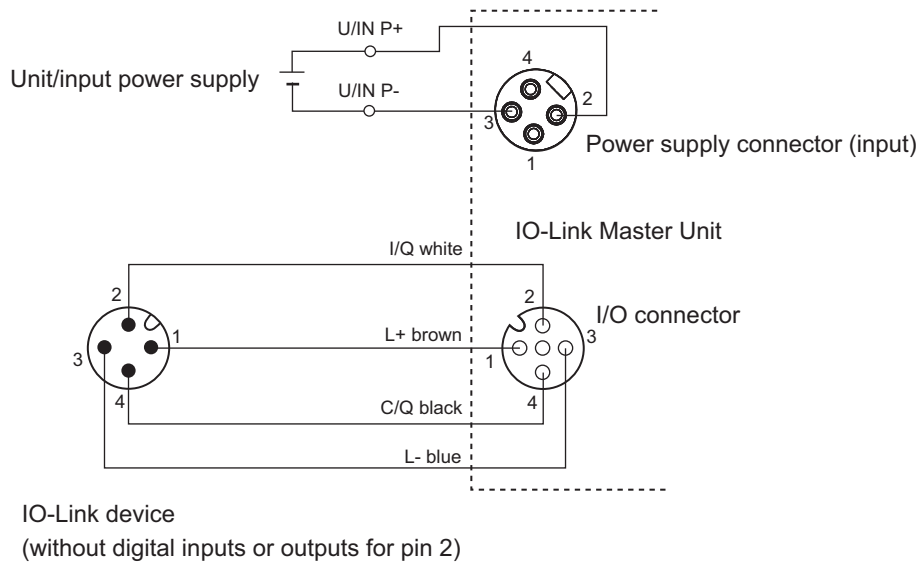 U/IN P+
Unit/input power supply
U/IN P-
4
2
3
1
Power supply connector (input)
IO-Link Master Unit
I/Q white
2
2
I/O connector
3
1
L+ brown
1
3
4
C/Q black
4
L- blue
IO-Link device
(without digital inputs or outputs for pin 2)